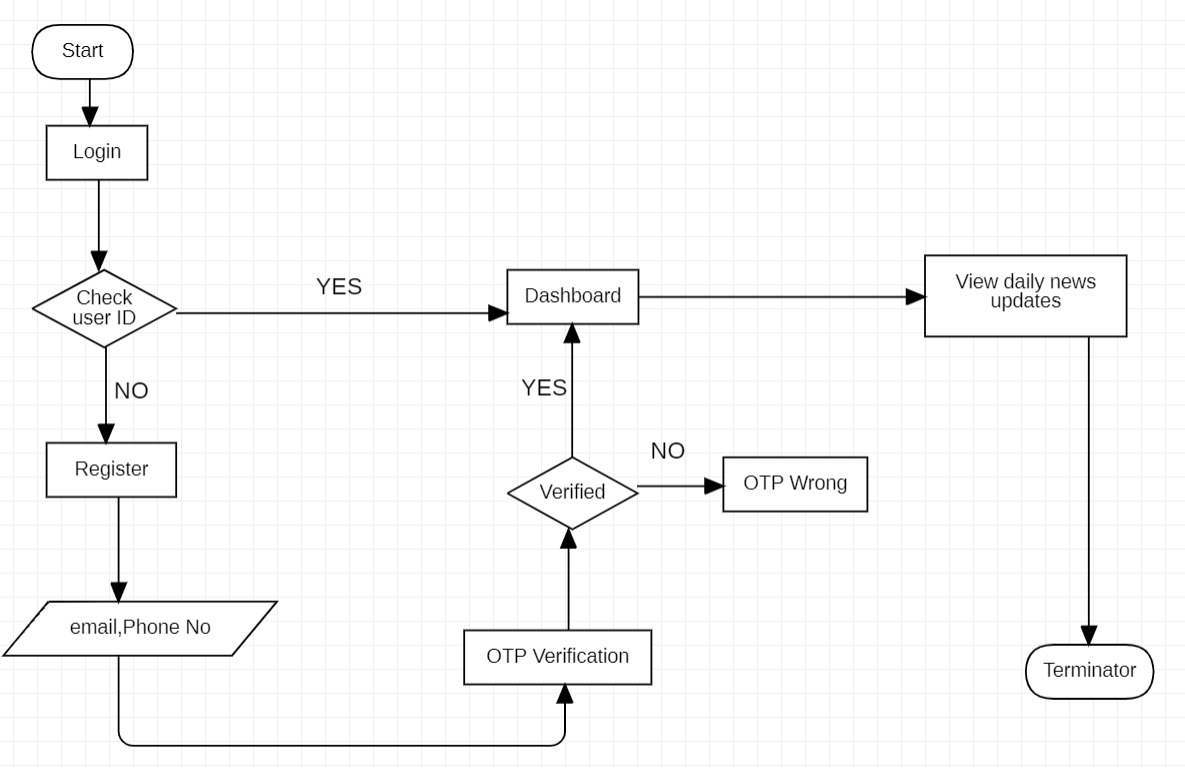 Start
Login
Check
user ID
YES
Dashboard
View daily news
updates
NO
YES
Register
NO
Verified
OTP Wrong
email,Phone No
OTP Verification
Terminator